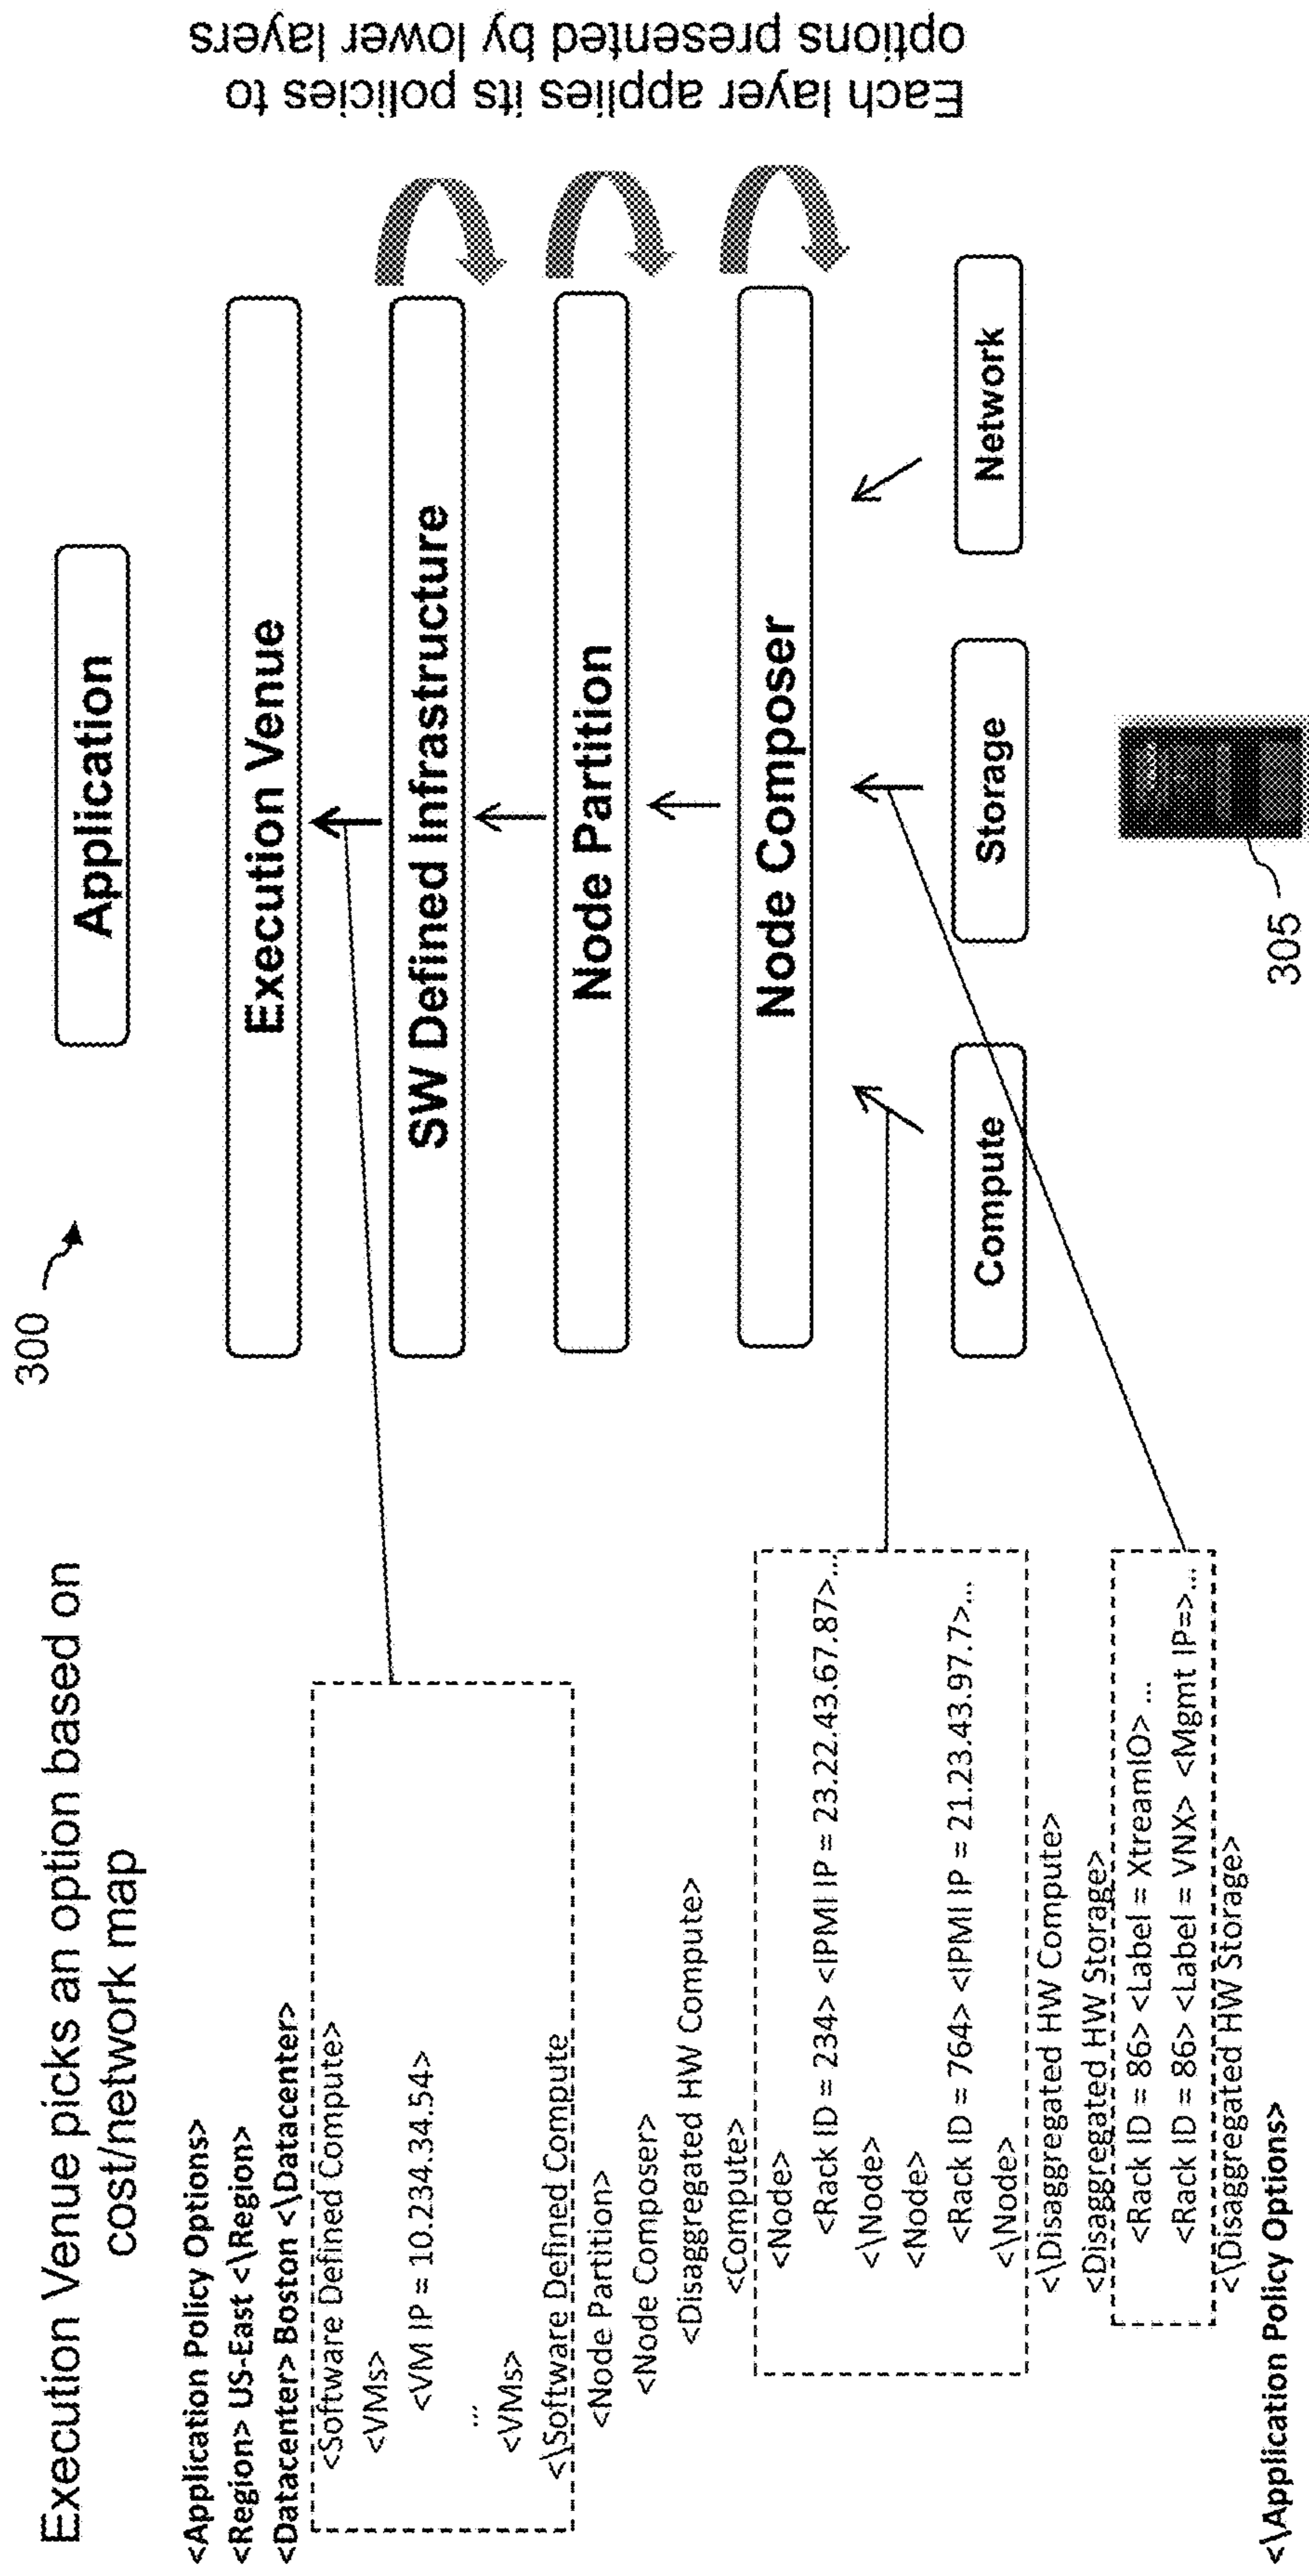 Execution Venue picks an option based on
cost/network map
<Application Policy Options>
<Region> US-East <\Region>
<Datacenter> Boston <\Datacenter>
<Software Defined Compute>
<VMs>
<VM IP = 10.234.34.54>
...
<VMs>
<\Software Defined Compute
<Node Partition>
<Node Composer>
<Disaggregated HW Compute>
<Compute>
<Node>
<Rack ID = 234> <IPMI IP = 23.22.43.67.87>...
<\Node>
<Node>
<Rack ID = 764> <IPMI IP = 21.23.43.97.7>...
<\Node>
<\Disaggregated HW Compute>
<Disaggregated HW Storage>
<Rack ID = 86> <Label = XtreamIO> ...
<Rack ID = 86> <Label = VNX> <Mgmt IP=>...
<\Disaggregated HW Storage>
<\Application Policy Options>
300
Application
Execution Venue
SW Defined Infrastructure
Node Partition
Node Composer
Compute
Storage
Network
305
Each layer applies its policies to
options presented by lower layers